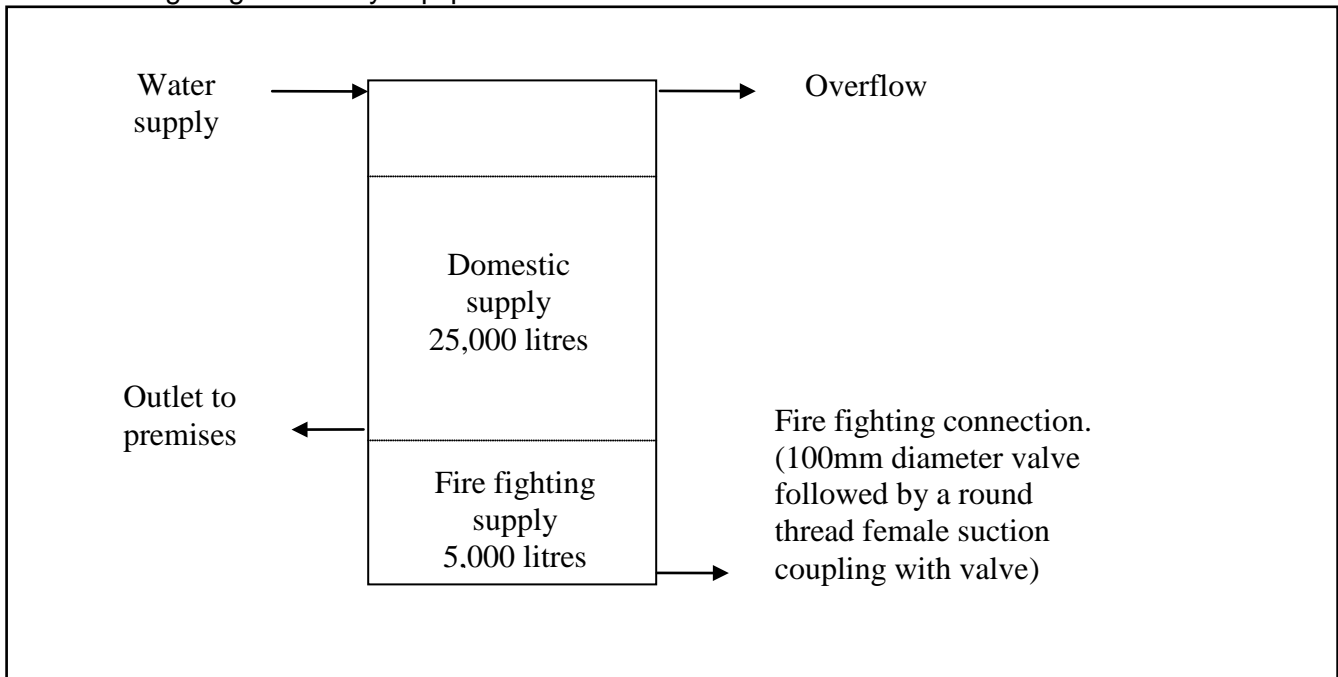 Water
supply
Overflow
Domestic
supply
25,000 litres
Outlet to
premises
Fire fighting
supply
5,000 litres
Fire fighting connection.
(100mm diameter valve
followed by a round
thread female suction
coupling with valve)